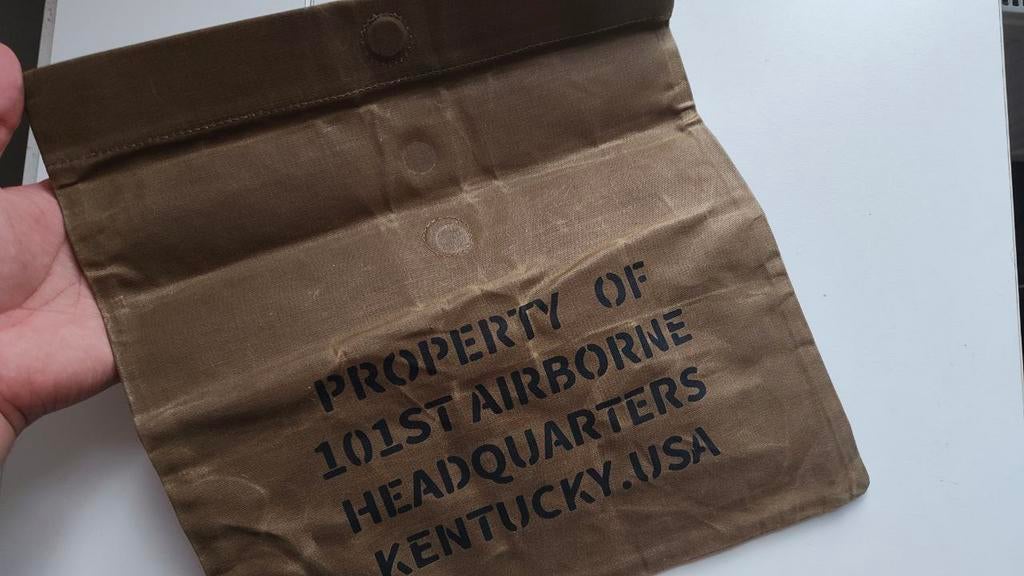 PROPERTY OF
101ST AIRBORNE
HEADQUARTERS
KENTUCKY.USA